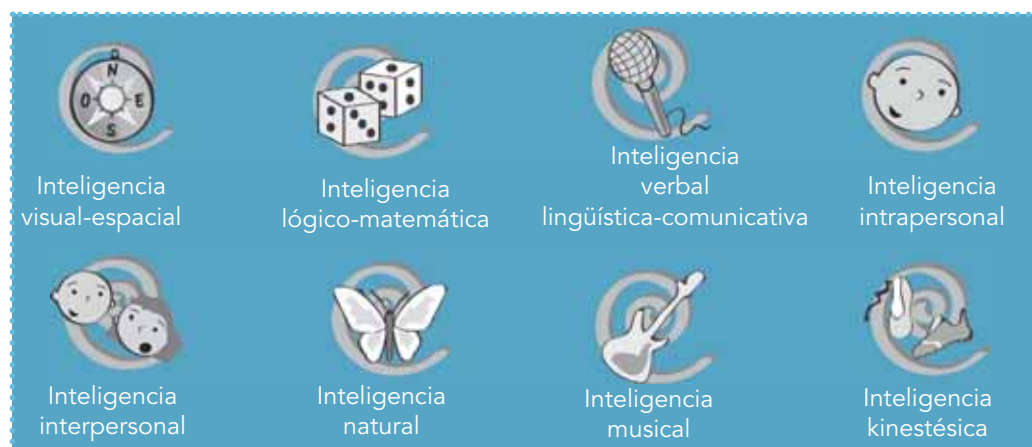 N
O E
S
Inteligencia
visual-espacial
Inteligencia
lógico-matemática
Inteligencia
verbal
lingüística-comunicativa
Inteligencia
intrapersonal
Inteligencia
interpersonal
Inteligencia
natural
Inteligencia
musical
Inteligencia
kinestésica